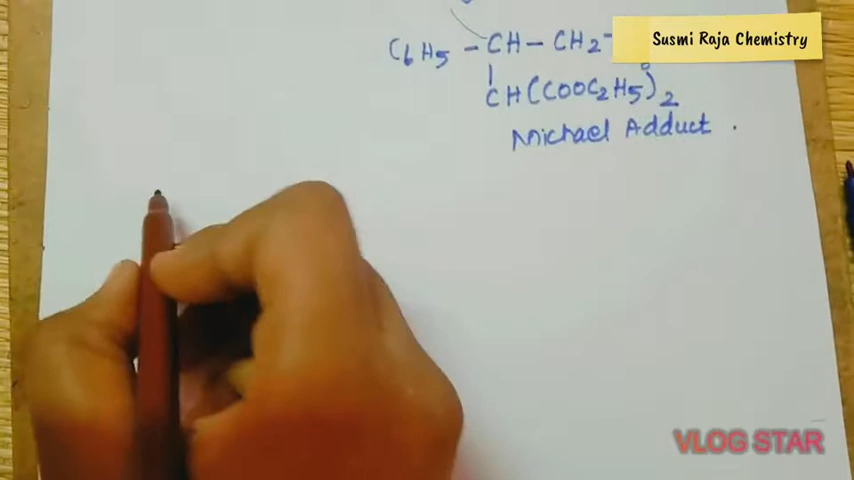 Susmi Raja Chemistry
C6H5 - CH - CH2 -
CH(COOC2H5)2
Michael Adduct .
VLOG STAR